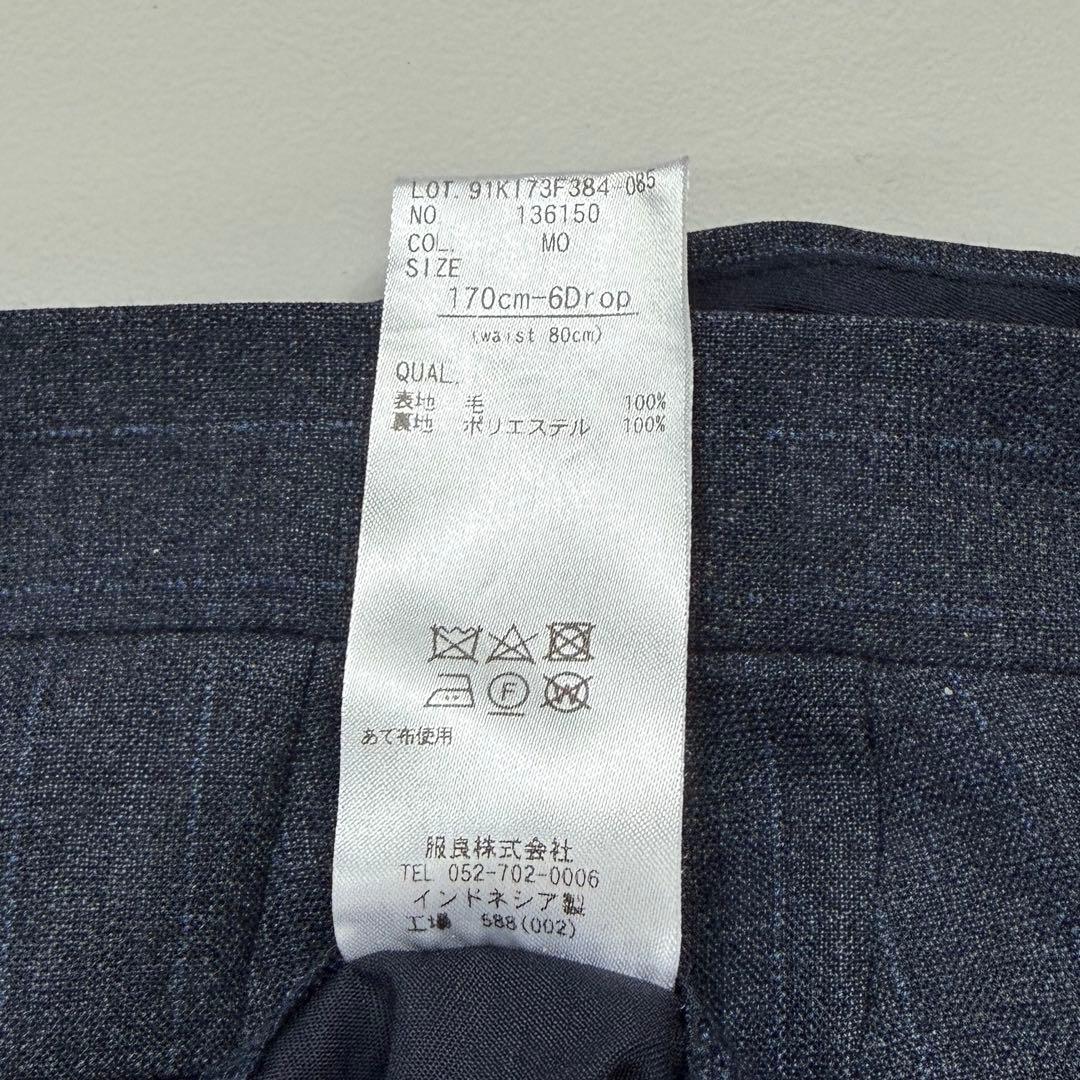 LOT. 91K173F384-085
NO 136150
COL. MO
SIZE
170cm-6Drop
(waist 80cm)
QUAL.
表地 毛 100%
裏地 ポリエステル 100%
F
W
あて布使用
服良株式会社
TEL 052-702-0006
インドネシア製
工場 588(002)